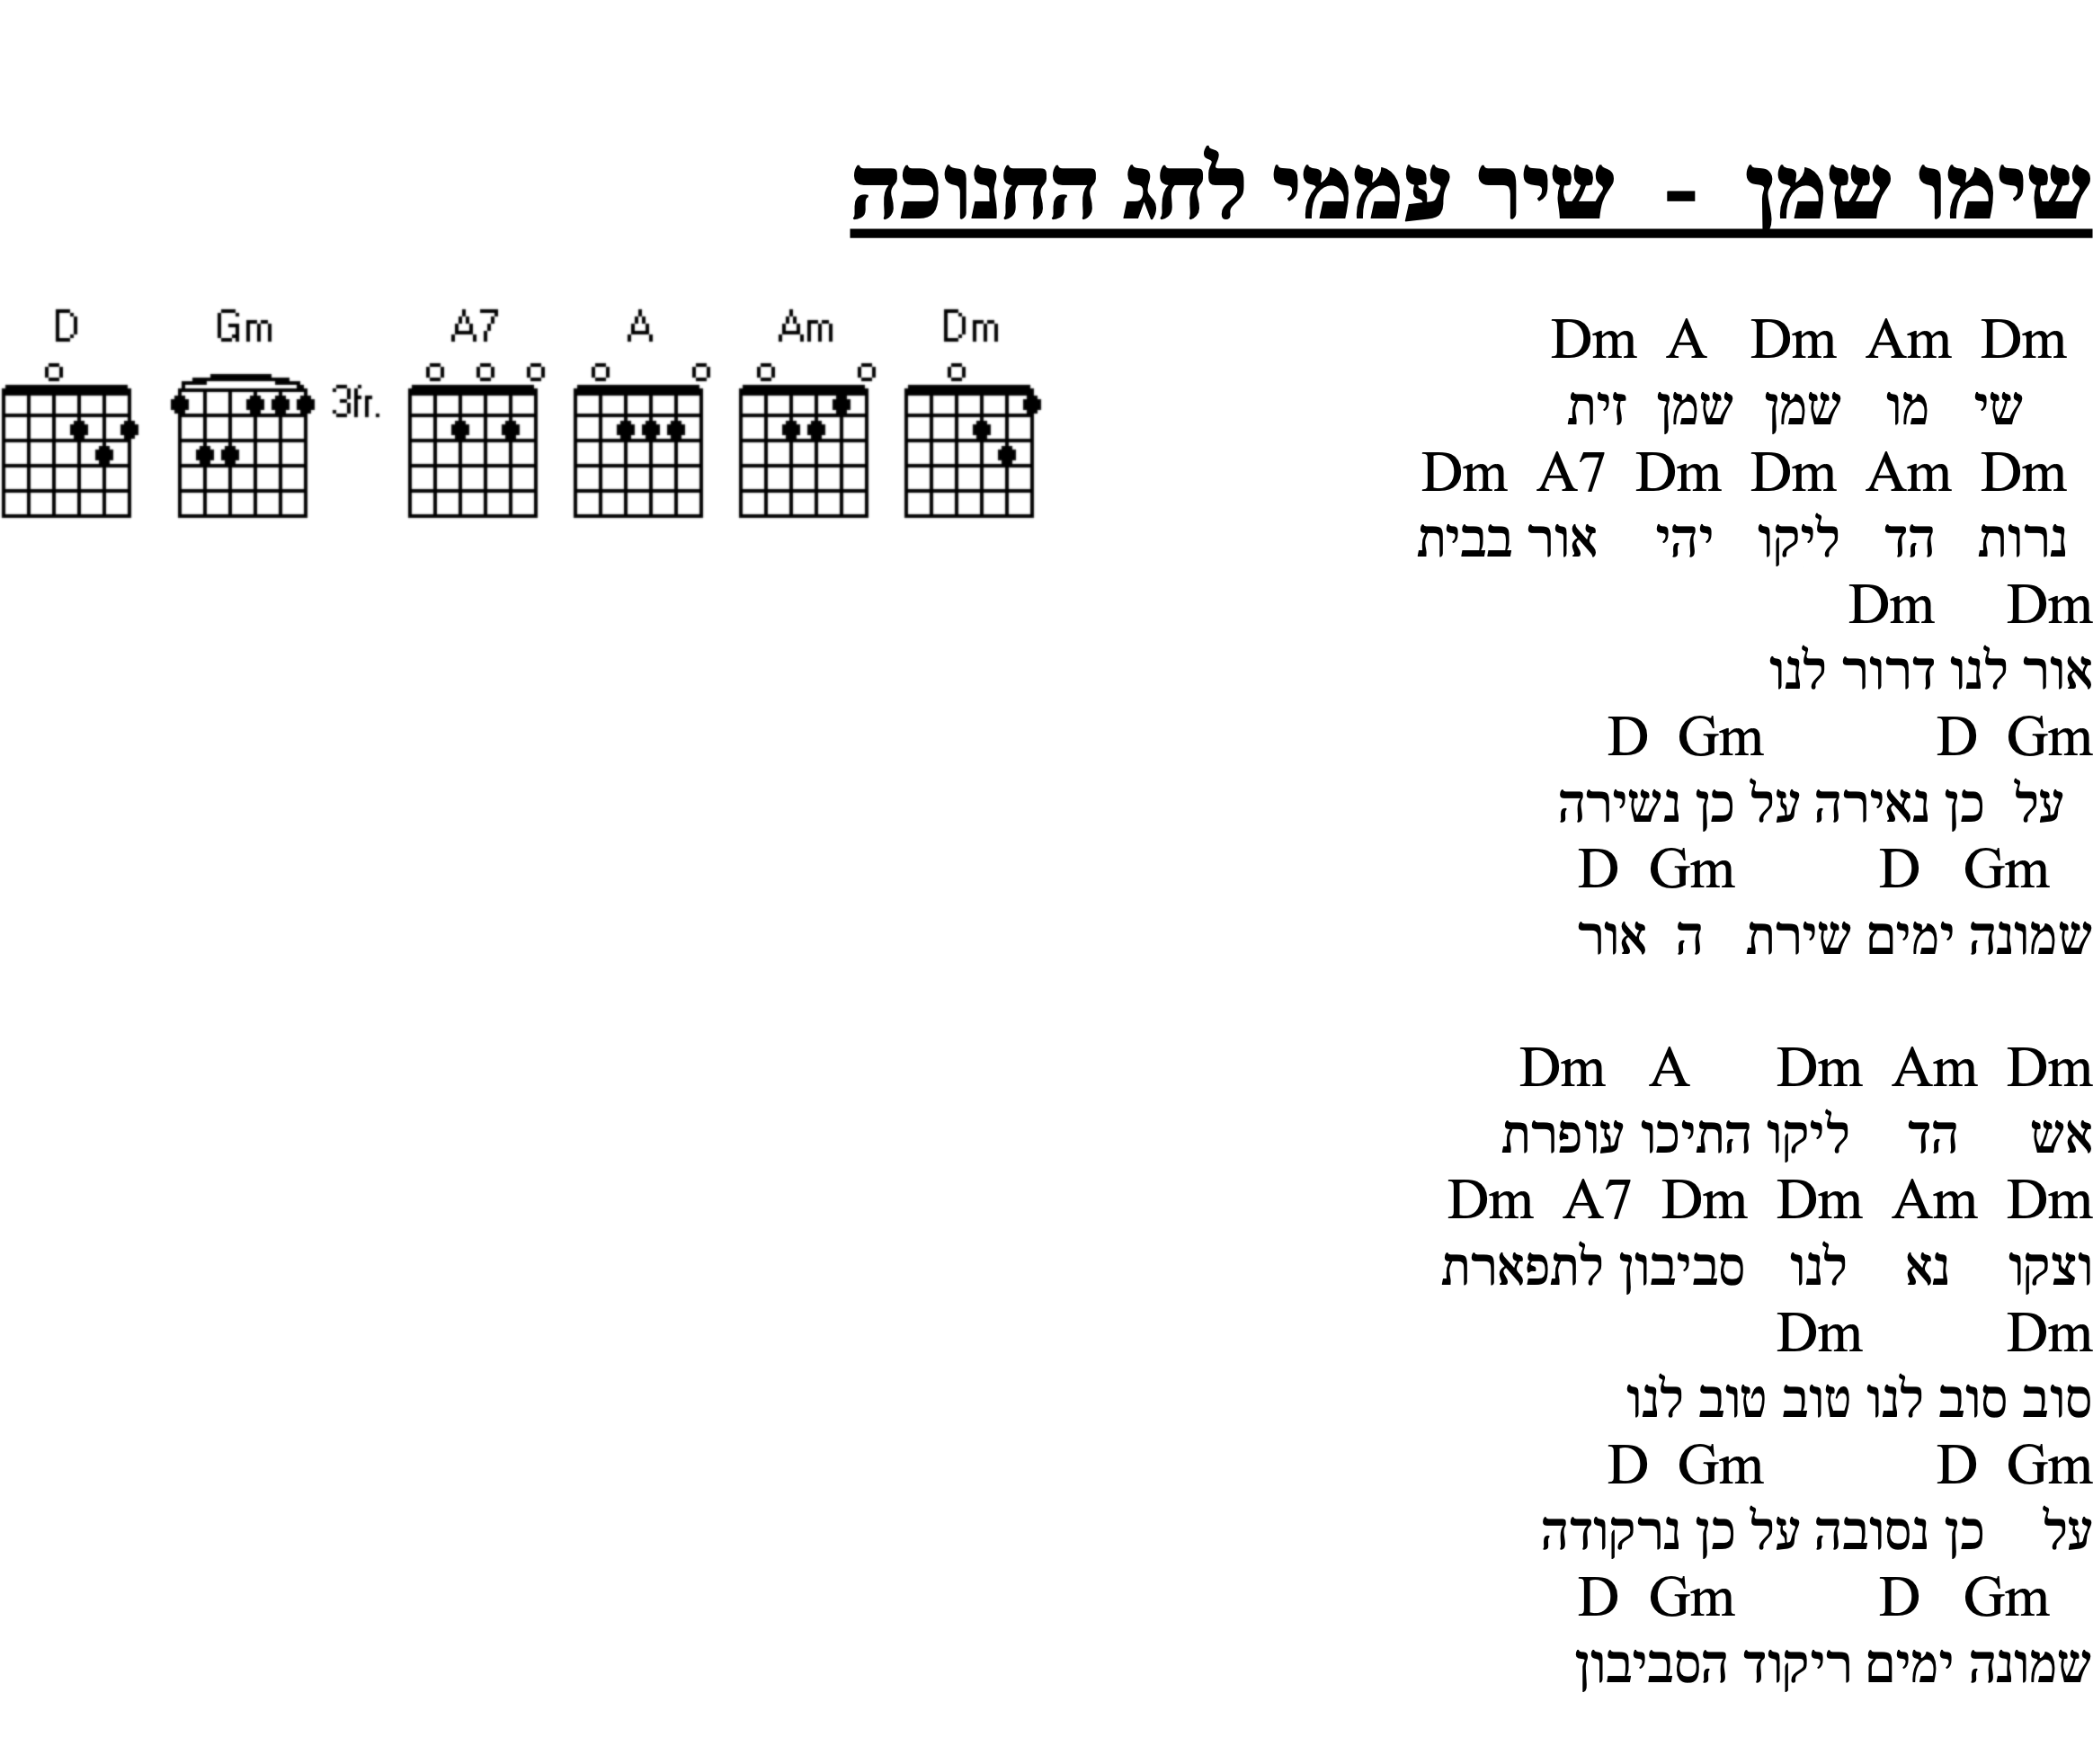 שימו שמן - שיר עממי לחג החנוכה
D Gm A7 A Am Dm
3fr.
Dm A Dm Am Dm
שי מו שמן שמן זית
Dm A7 Dm Dm Am Dm
נרות הד ליקו יהי אור בבית
Dm Dm
אור לנו דרור לנו
D Gm D Gm
על כן נאירה על כן נשירה
D Gm D Gm
שמונה ימים שירת ה אור
Dm A Dm Am Dm
אש הד ליקו התיכו עופרת
Dm A7 Dm Dm Am Dm
וצקו נא לנו סביבון לתפארת
Dm Dm
סוב סוב לנו טוב טוב לנו
D Gm D Gm
על כן נסובה על כן נרקודה
D Gm D Gm
שמונה ימים ריקוד הסביבון